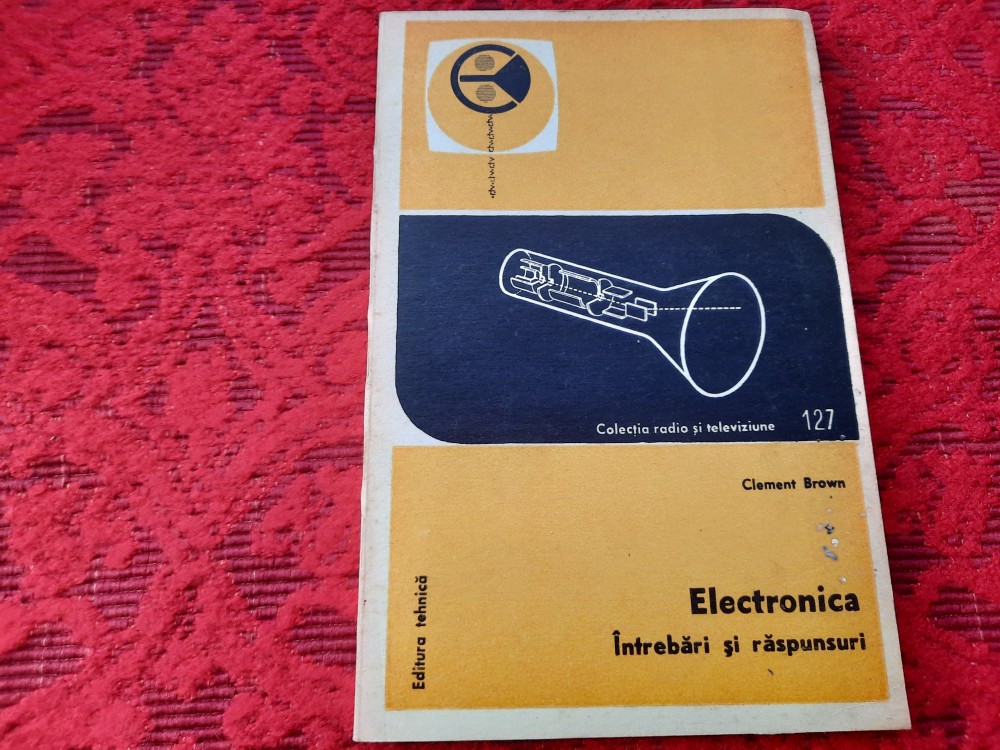 Colecția radio și televiziune 127
Clement Brown
Electronica
Întrebări și răspunsuri
Editura tehnică